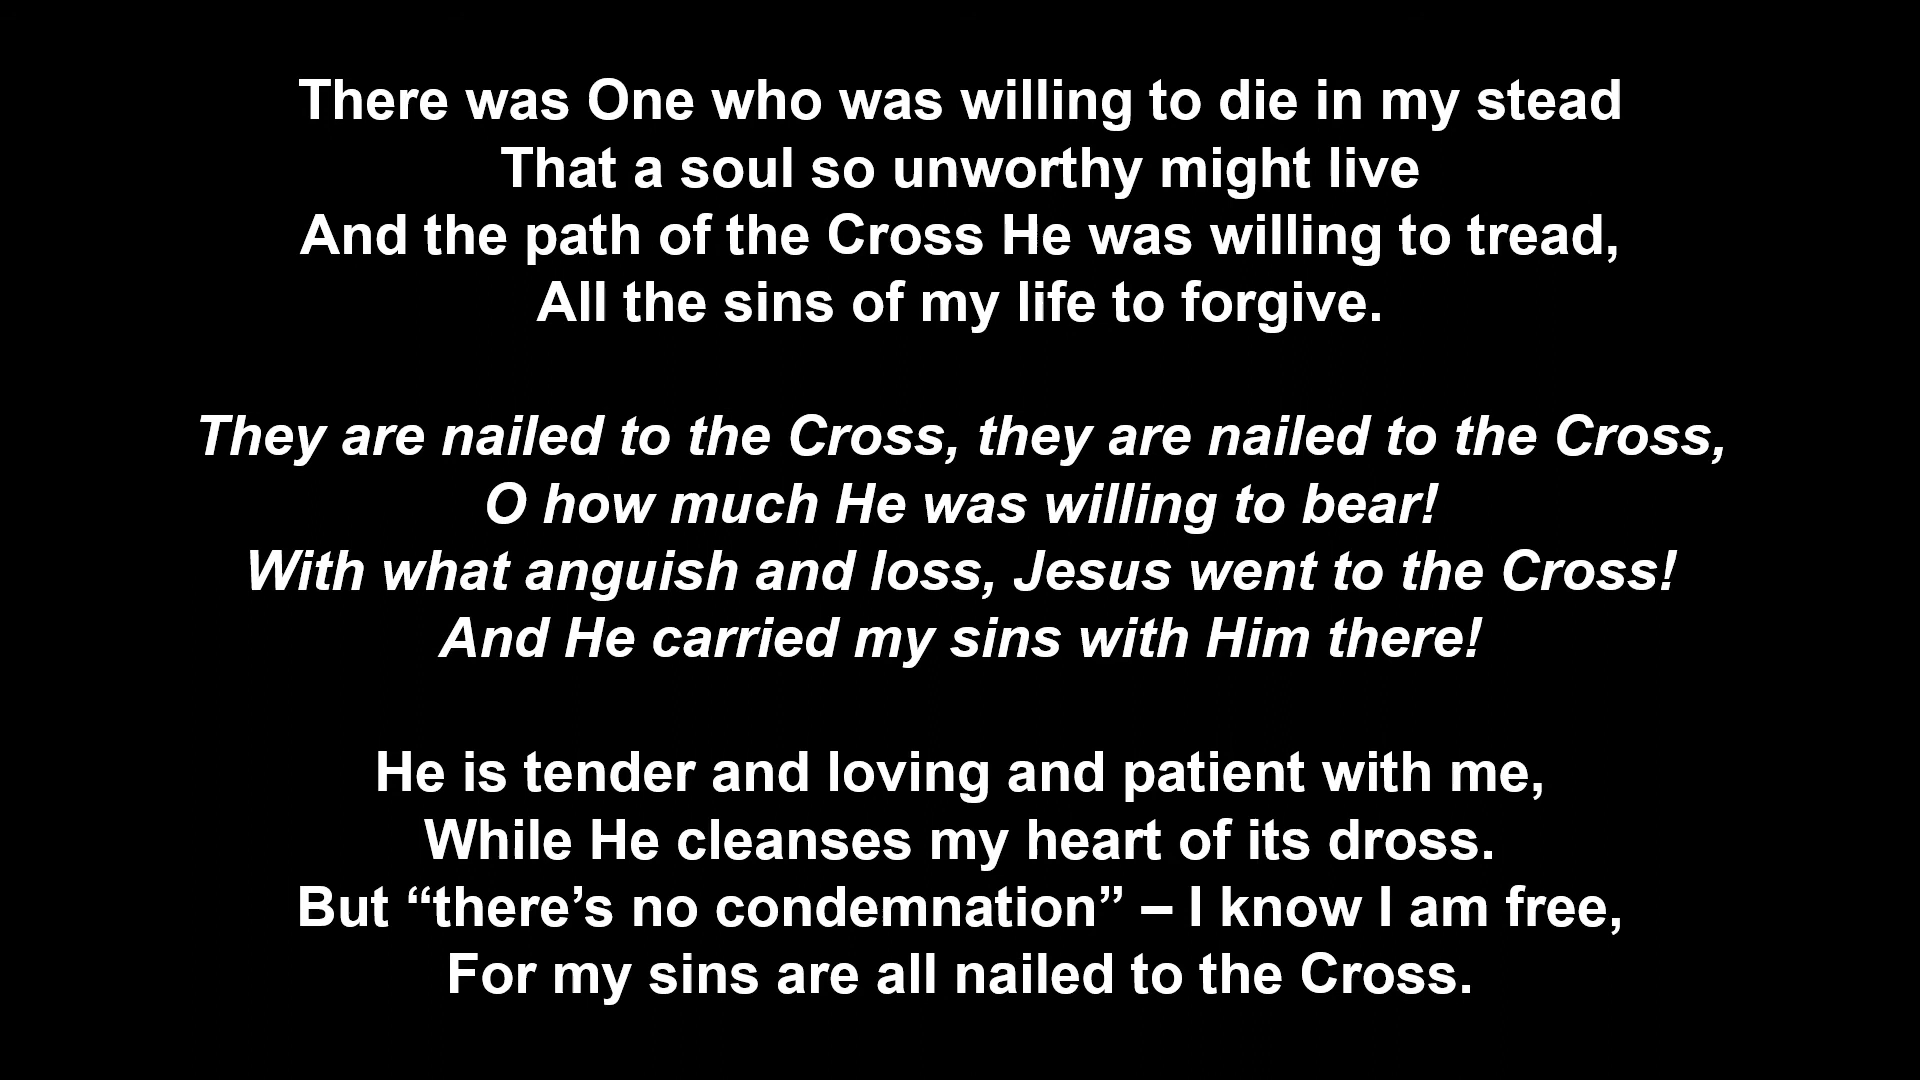 There was One who was willing to die in my stead
That a soul so unworthy might live
And the path of the Cross He was willing to tread,
All the sins of my life to forgive.
They are nailed to the Cross, they are nailed to the Cross,
O how much He was willing to bear!
With what anguish and loss, Jesus went to the Cross!
And He carried my sins with Him there!
He is tender and loving and patient with me,
While He cleanses my heart of its dross.
But “there’s no condemnation” – I know I am free,
For my sins are all nailed to the Cross.